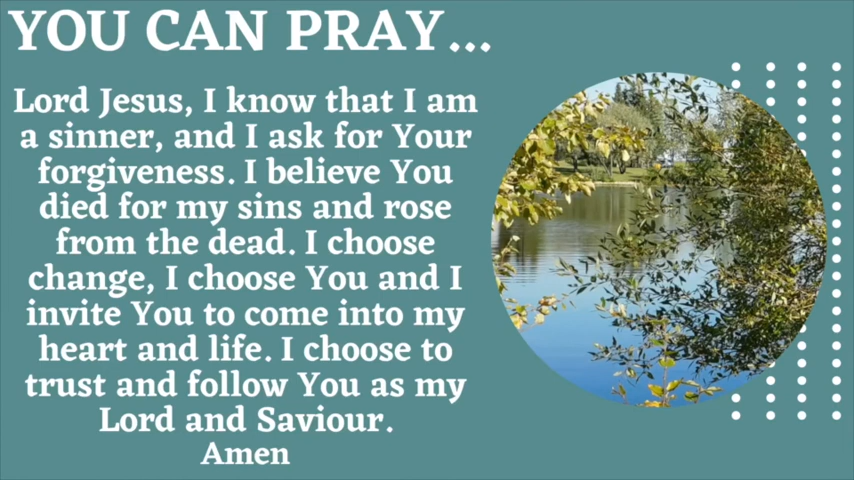 YOU CAN PRAY...
Lord Jesus, I know that I am
a sinner, and I ask for Your
forgiveness. I believe You
died for my sins and rose
from the dead. I choose
change, I choose You and I
invite You to come into my
heart and life. I choose to
trust and follow You as my
Lord and Saviour.
Amen